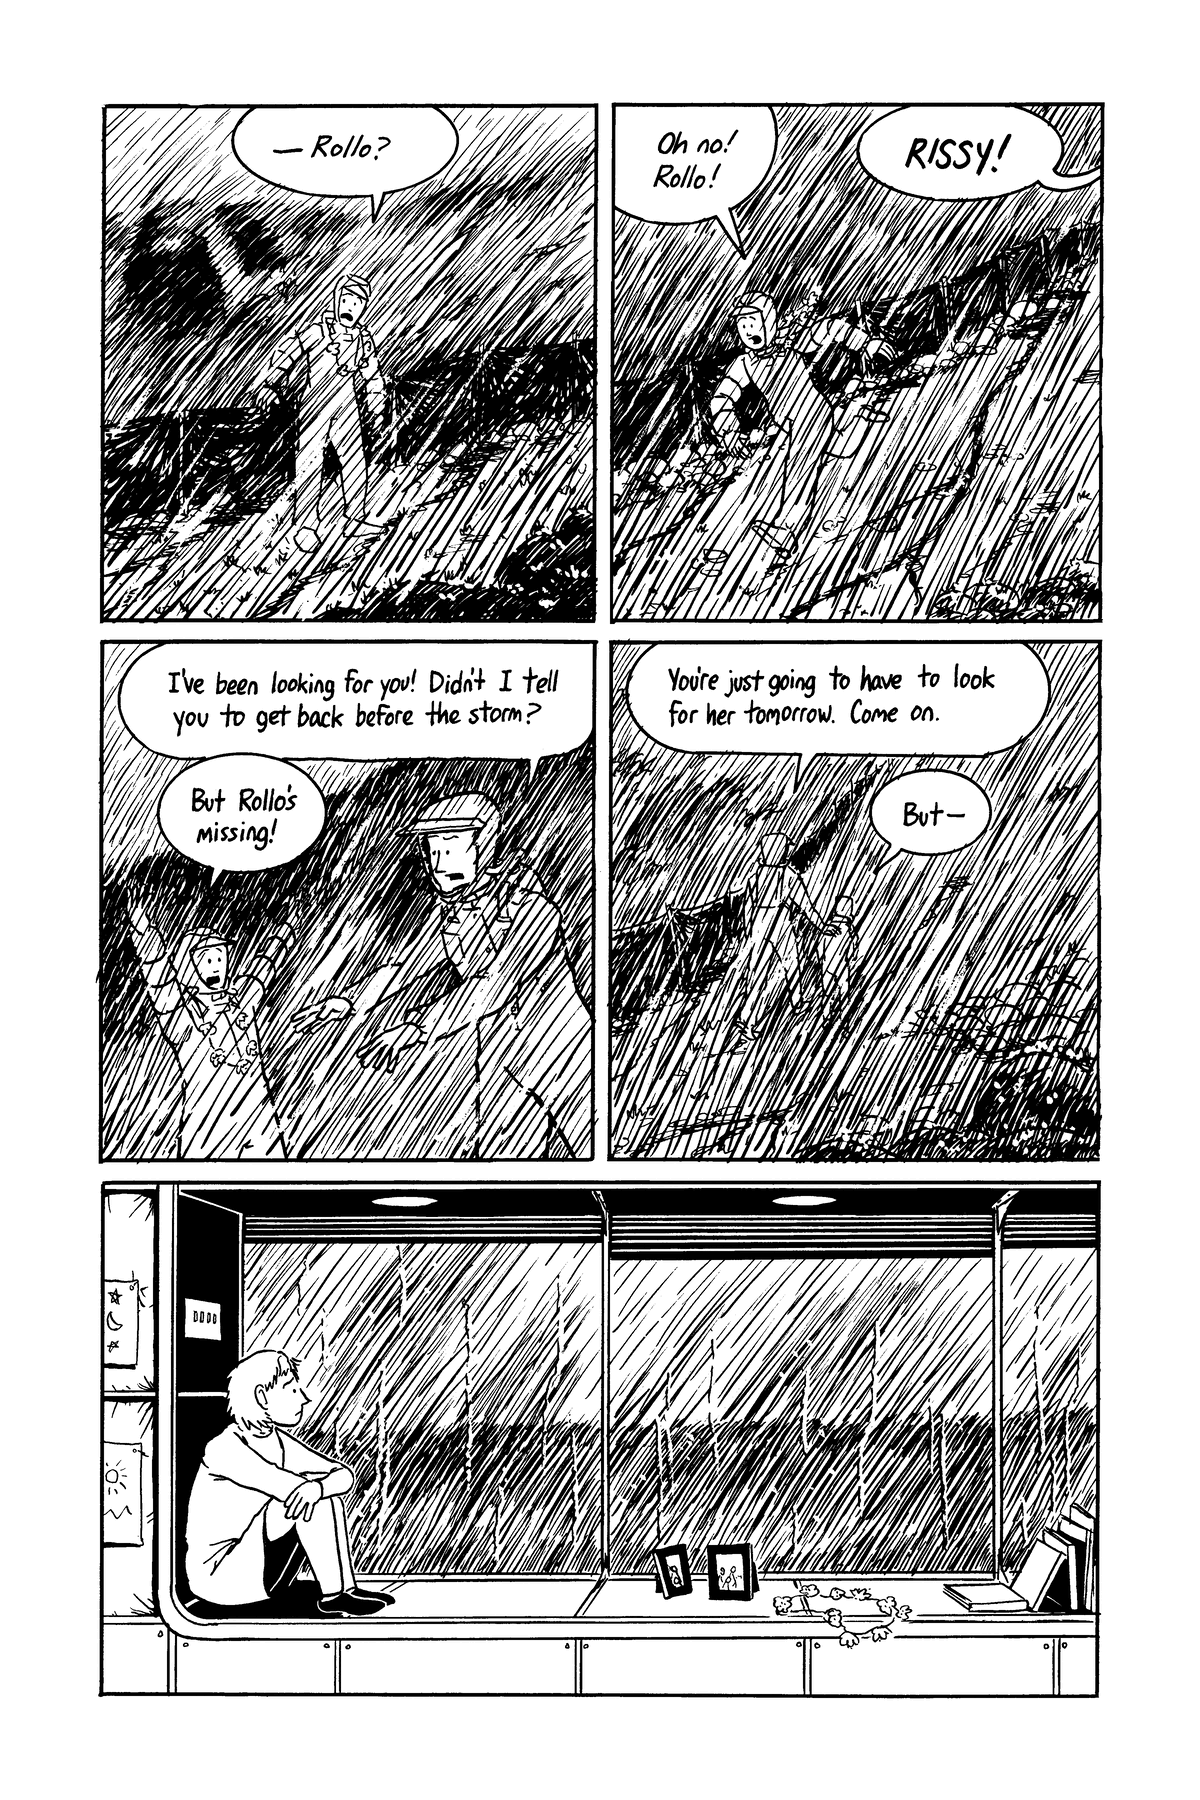 — Rollo?
Oh no!
Rollo!
RISSY!
I've been looking for you! Didn't I tell
you to get back before the storm?
But Rollo's
missing!
You're just going to have to look
for her tomorrow. Come on.
But—